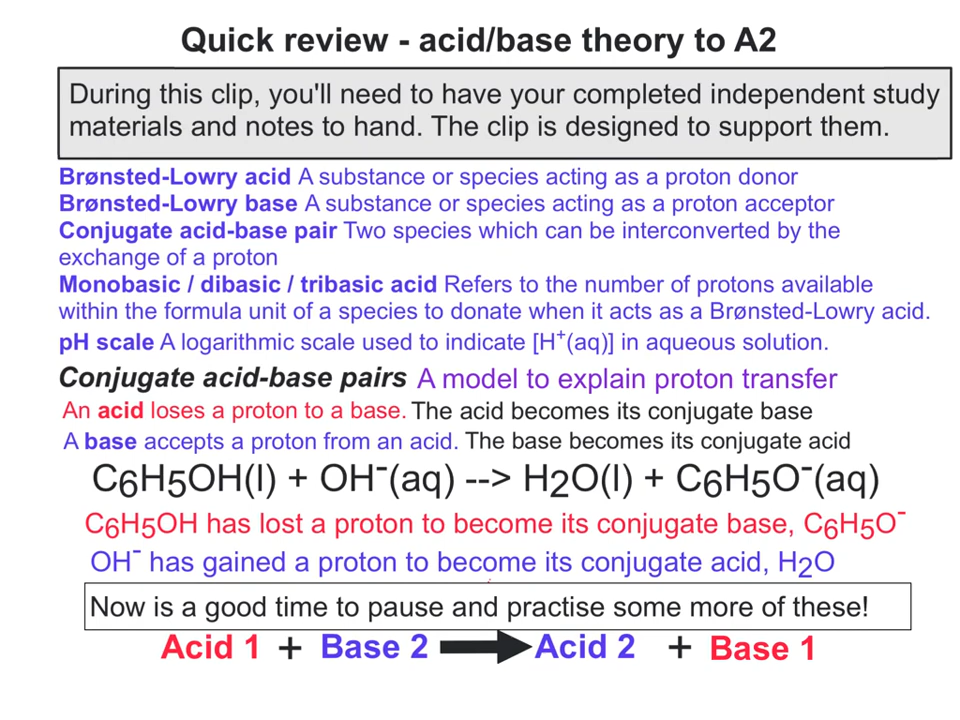 Quick review - acid/base theory to A2
During this clip, you'll need to have your completed independent study
materials and notes to hand. The clip is designed to support them.
Brønsted-Lowry acid A substance or species acting as a proton donor
Brønsted-Lowry base A substance or species acting as a proton acceptor
Conjugate acid-base pair Two species which can be interconverted by the
exchange of a proton
Monobasic / dibasic / tribasic acid Refers to the number of protons available
within the formula unit of a species to donate when it acts as a Brønsted-Lowry acid.
pH scale A logarithmic scale used to indicate [H⁺(aq)] in aqueous solution.
Conjugate acid-base pairs A model to explain proton transfer
An acid loses a proton to a base. The acid becomes its conjugate base
A base accepts a proton from an acid. The base becomes its conjugate acid
C₆H₅OH(l) + OH⁻(aq) --> H₂O(l) + C₆H₅O⁻(aq)
C₆H₅OH has lost a proton to become its conjugate base, C₆H₅O⁻
OH⁻ has gained a proton to become its conjugate acid, H₂O
Now is a good time to pause and practise some more of these!
Acid 1 + Base 2 → Acid 2 + Base 1